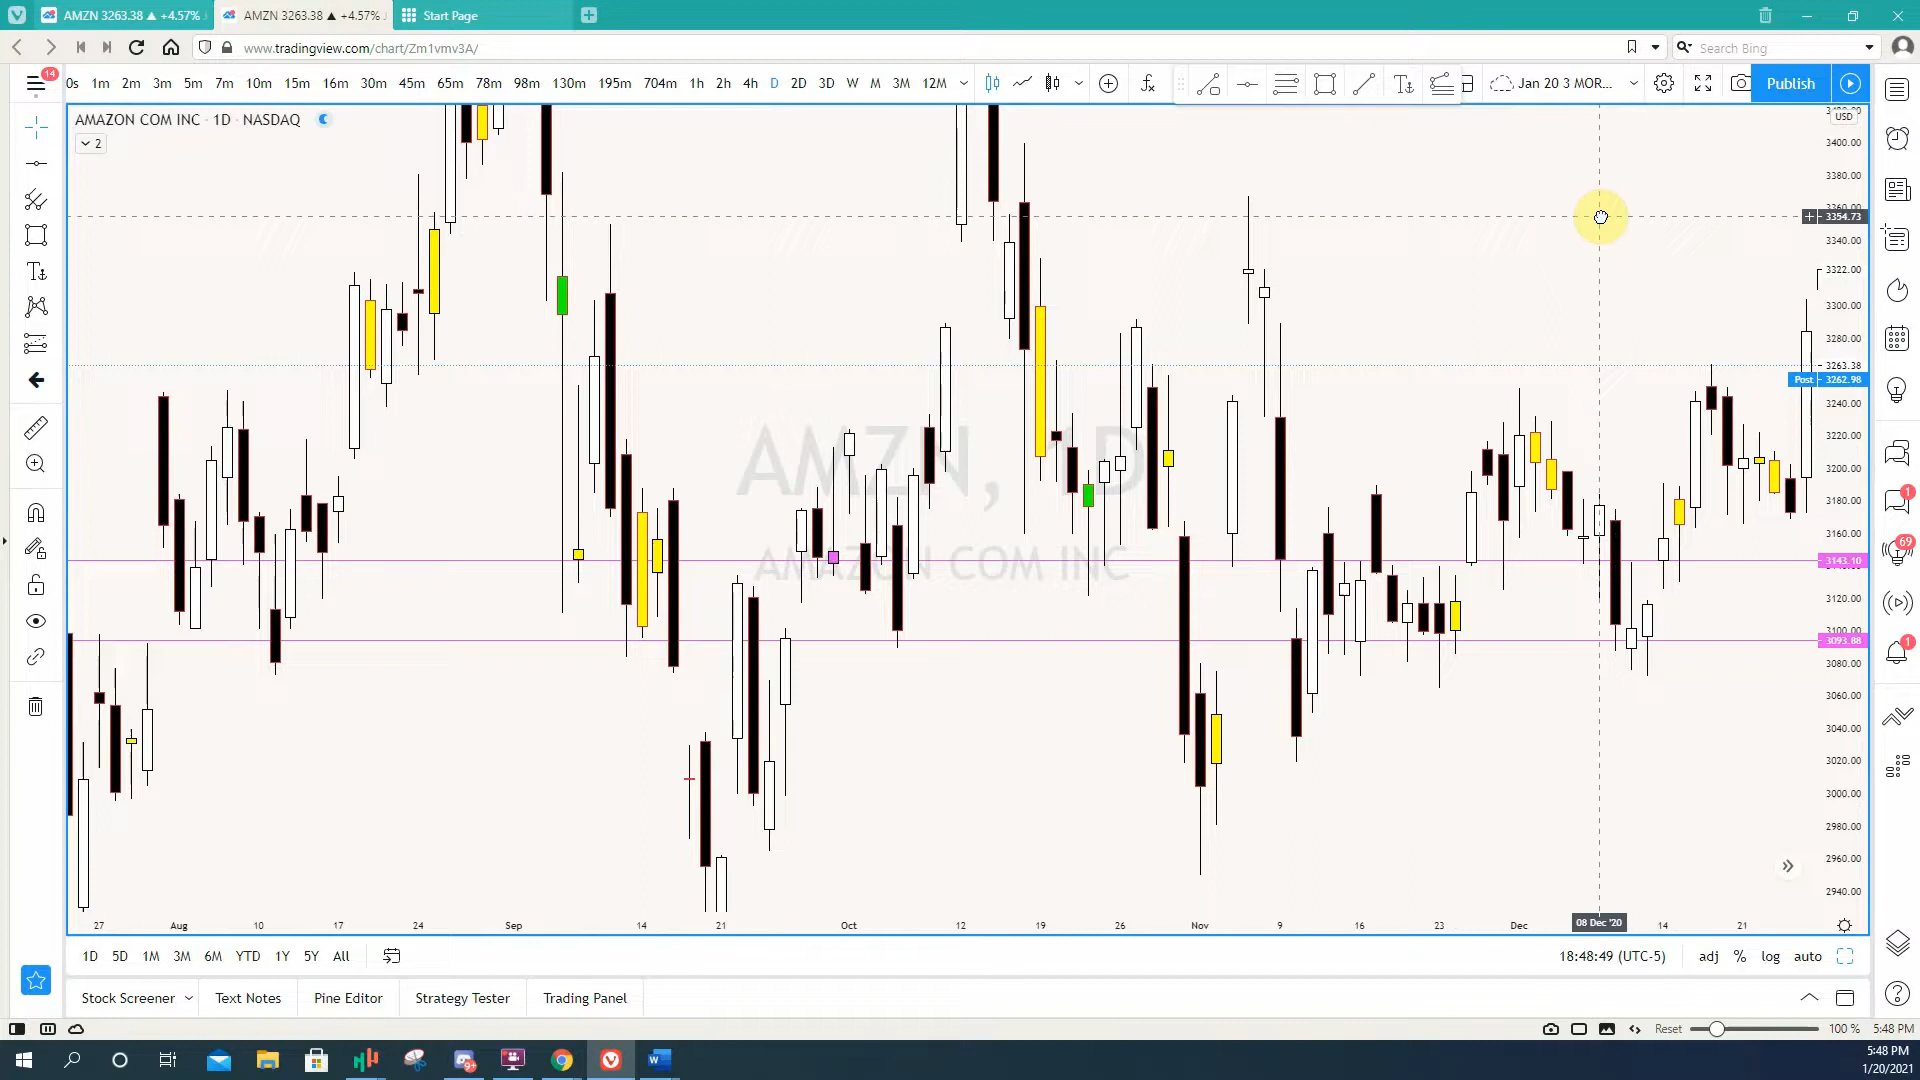 AMZN 3263.38 ▲ +4.57%
AMZN 3263.38 ▲ +4.57%
Start Page
www.tradingview.com/chart/Zm1vmv3A/
Search Bing
14
0s 1m 2m 3m 5m 7m 10m 15m 16m 30m 45m 65m 78m 98m 130m 195m 704m 1h 2h 4h D 2D 3D W M 3M 12M
Jan 20 3 MOR...
Publish
AMAZON COM INC · 1D · NASDAQ
2
USD
3400.00
3380.00
3360.00
3354.73
3340.00
3322.00
3300.00
3280.00
3263.38
Post 3262.98
3240.00
3220.00
3200.00
3180.00
3160.00
3143.10
3120.00
3100.00
3093.88
3080.00
3060.00
3040.00
3020.00
3000.00
2980.00
2960.00
2940.00
AMZN, 1D
AMAZON COM INC
1
69
1
27 Aug 10 17 24 Sep 14 21 Oct 12 19 26 Nov 9 16 23 Dec 08 Dec '20 14 21
1D 5D 1M 3M 6M YTD 1Y 5Y All
18:48:49 (UTC-5)
adj % log auto
Stock Screener Text Notes Pine Editor Strategy Tester Trading Panel
Reset 100 % 5:48 PM
9+
5:48 PM
1/20/2021